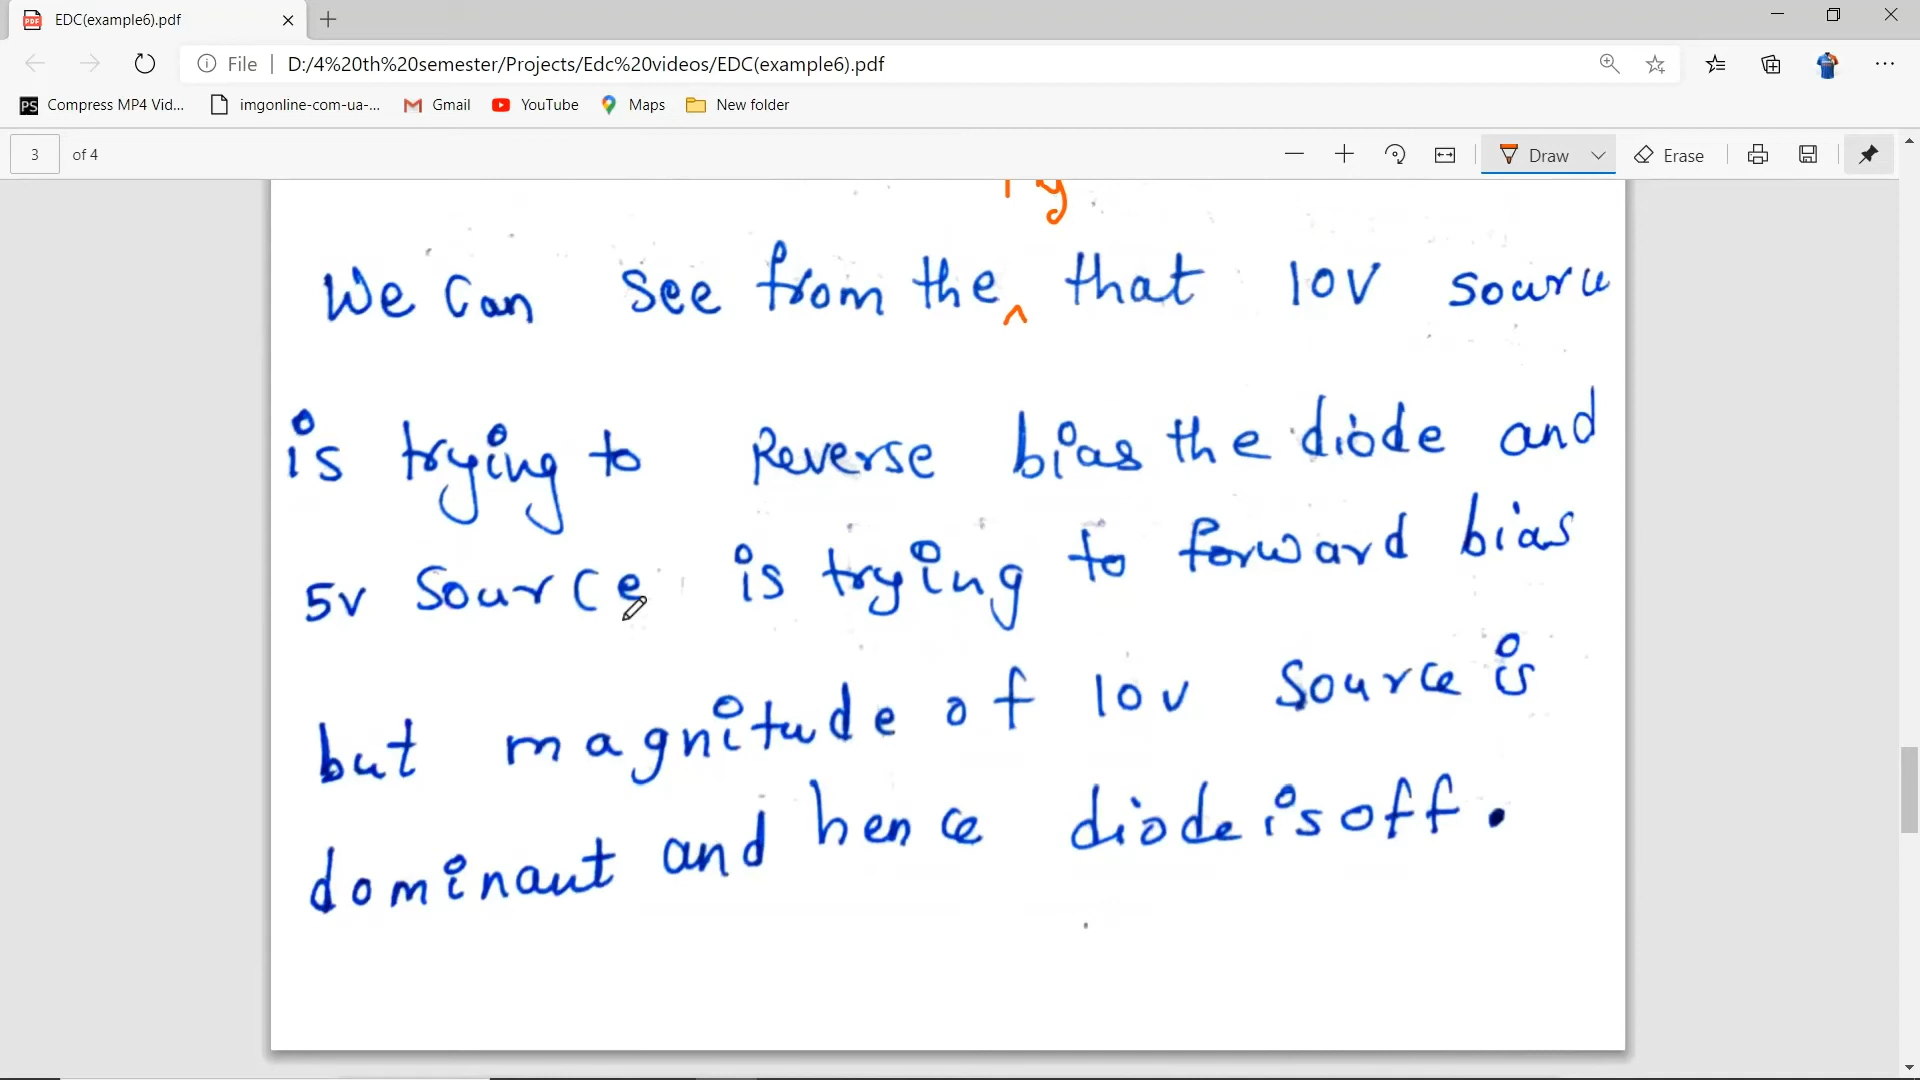 EDC(example6).pdf
File | D:/4%20th%20semester/Projects/Edc%20videos/EDC(example6).pdf
Compress MP4 Vid... imgonline-com-ua-... Gmail YouTube Maps New folder
3 of 4 Draw Erase
We Can See from the ^ that 10V source
is trying to Reverse bias the diode and
5v Source is trying to forward bias
but magnitude of 10v Source is
dominant and hence diode is off.